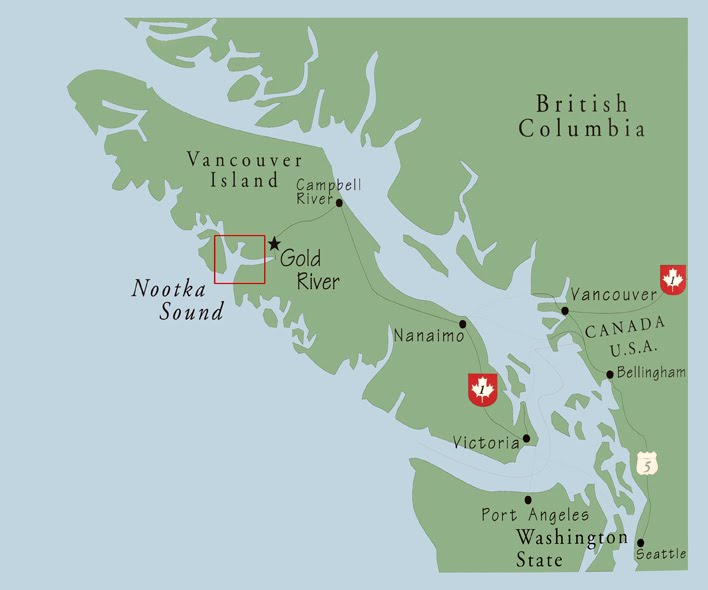 British
Columbia
Vancouver
Island
Campbell
River
Gold
River
Nootka
Sound
Vancouver
1
CANADA
U.S.A.
Nanaimo
Bellingham
1
Victoria
5
Port Angeles
Washington
State
Seattle